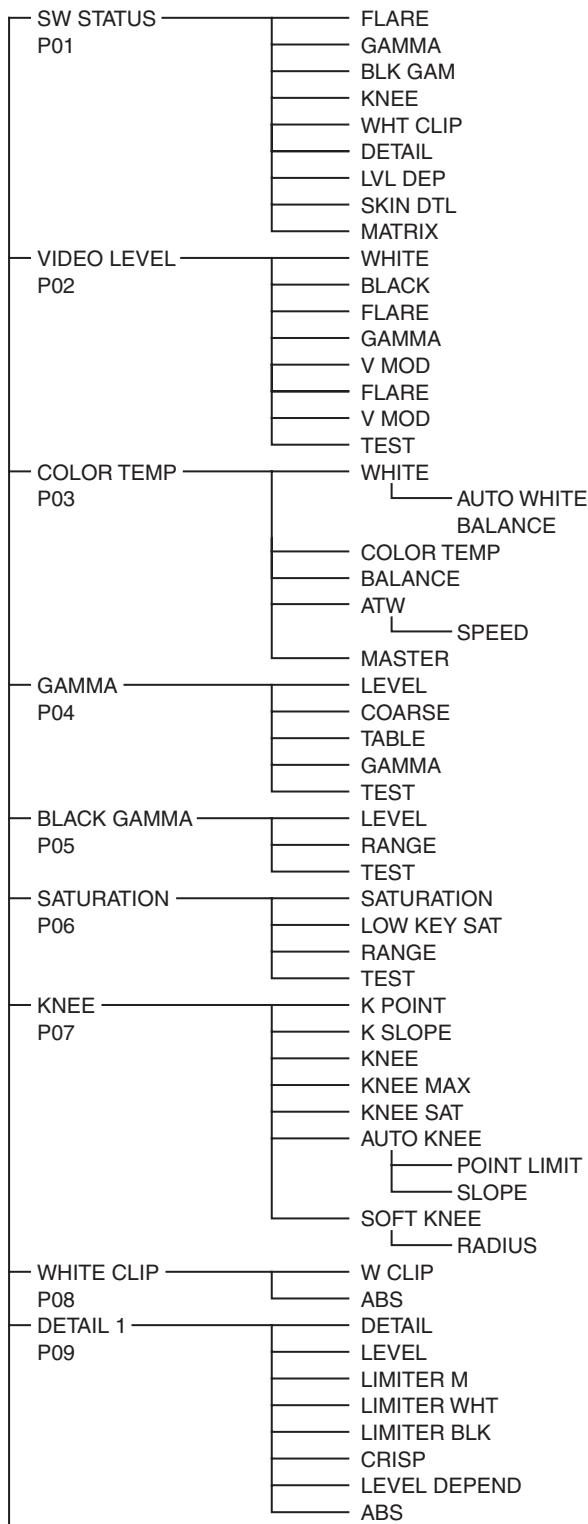 SW STATUS FLARE
P01 GAMMA
BLK GAM
KNEE
WHT CLIP
DETAIL
LVL DEP
SKIN DTL
MATRIX
VIDEO LEVEL WHITE
P02 BLACK
FLARE
GAMMA
V MOD
FLARE
V MOD
TEST
COLOR TEMP WHITE
P03 AUTO WHITE
BALANCE
COLOR TEMP
BALANCE
ATW
SPEED
MASTER
GAMMA LEVEL
P04 COARSE
TABLE
GAMMA
TEST
BLACK GAMMA LEVEL
P05 RANGE
TEST
SATURATION SATURATION
P06 LOW KEY SAT
RANGE
TEST
KNEE K POINT
P07 K SLOPE
KNEE
KNEE MAX
KNEE SAT
AUTO KNEE
POINT LIMIT
SLOPE
SOFT KNEE
RADIUS
WHITE CLIP W CLIP
P08 ABS
DETAIL 1 DETAIL
P09 LEVEL
LIMITER M
LIMITER WHT
LIMITER BLK
CRISP
LEVEL DEPEND
ABS